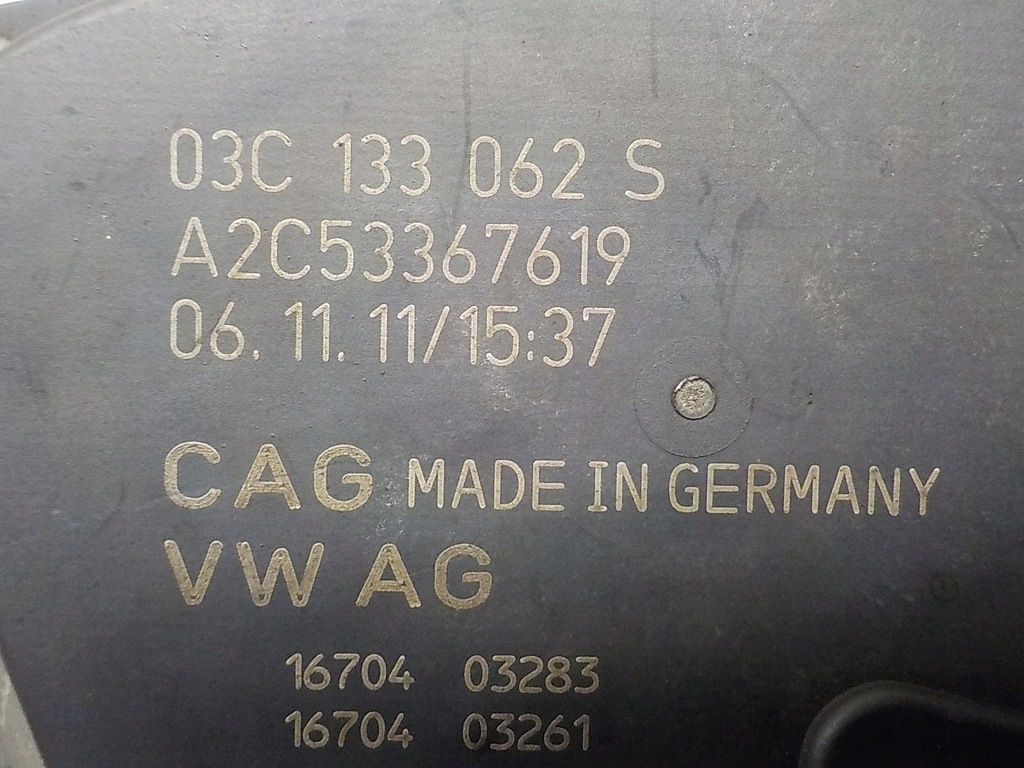 03C 133 062 S
A2C53367619
06.11.11/15:37
CAG MADE IN GERMANY
VW AG
16704 03283
16704 03261